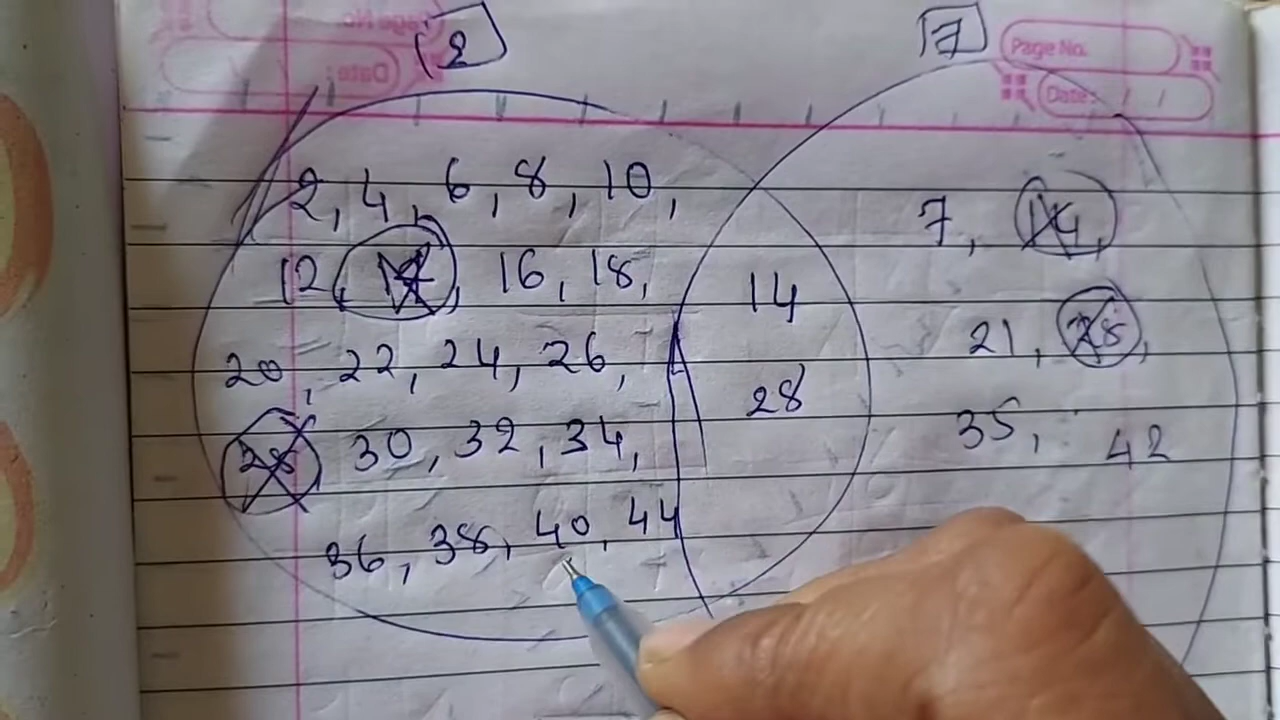 2
7
Page No.
Date: / /
2, 4, 6, 8, 10,
12, 14, 16, 18,
20, 22, 24, 26,
28 30, 32, 34,
36, 38, 40, 44
14
28
7, 14,
21, 28,
35, 42